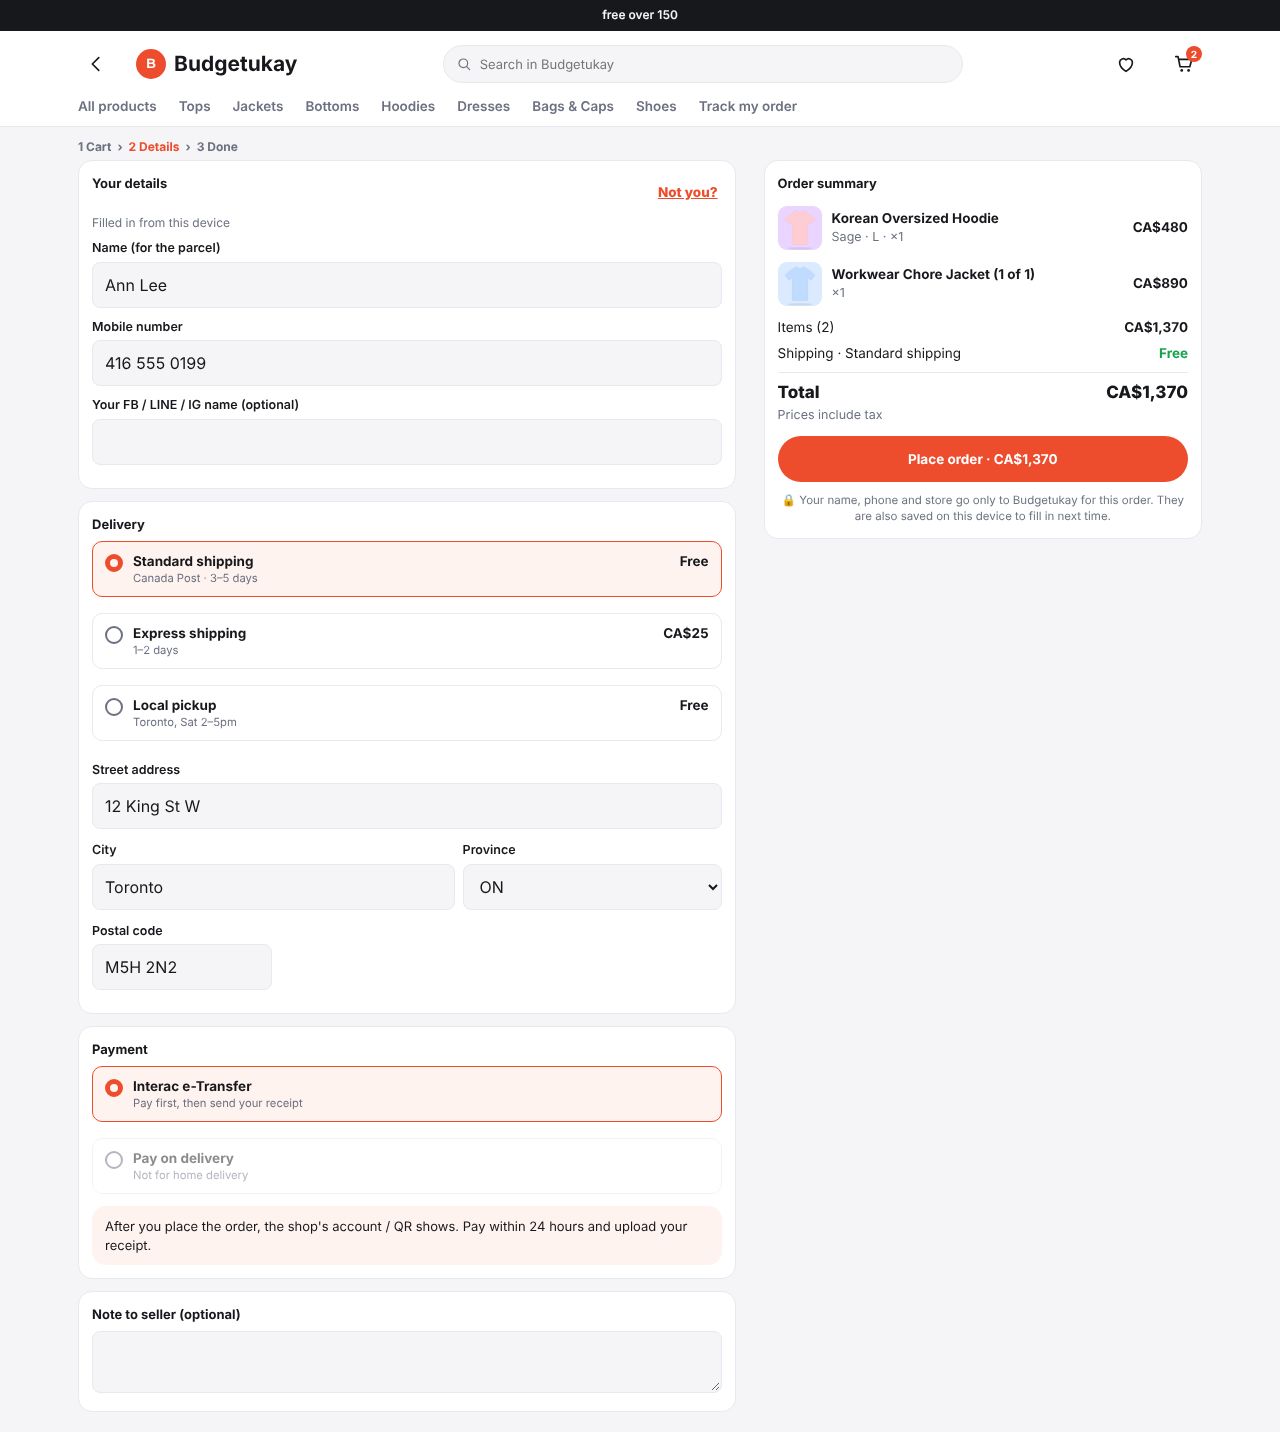 free over 150
B Budgetukay
Search in Budgetukay
2
All products Tops Jackets Bottoms Hoodies Dresses Bags & Caps Shoes Track my order
1 Cart › 2 Details › 3 Done
Your details
Not you?
Filled in from this device
Name (for the parcel)
Ann Lee
Mobile number
416 555 0199
Your FB / LINE / IG name (optional)
Delivery
Standard shipping Free
Canada Post · 3–5 days
Express shipping CA$25
1–2 days
Local pickup Free
Toronto, Sat 2–5pm
Street address
12 King St W
City Province
Toronto ON
Postal code
M5H 2N2
Payment
Interac e-Transfer
Pay first, then send your receipt
Pay on delivery
Not for home delivery
After you place the order, the shop's account / QR shows. Pay within 24 hours and upload your
receipt.
Note to seller (optional)
Order summary
Korean Oversized Hoodie CA$480
Sage · L · ×1
Workwear Chore Jacket (1 of 1) CA$890
×1
Items (2) CA$1,370
Shipping · Standard shipping Free
Total CA$1,370
Prices include tax
Place order · CA$1,370
🔒 Your name, phone and store go only to Budgetukay for this order. They
are also saved on this device to fill in next time.